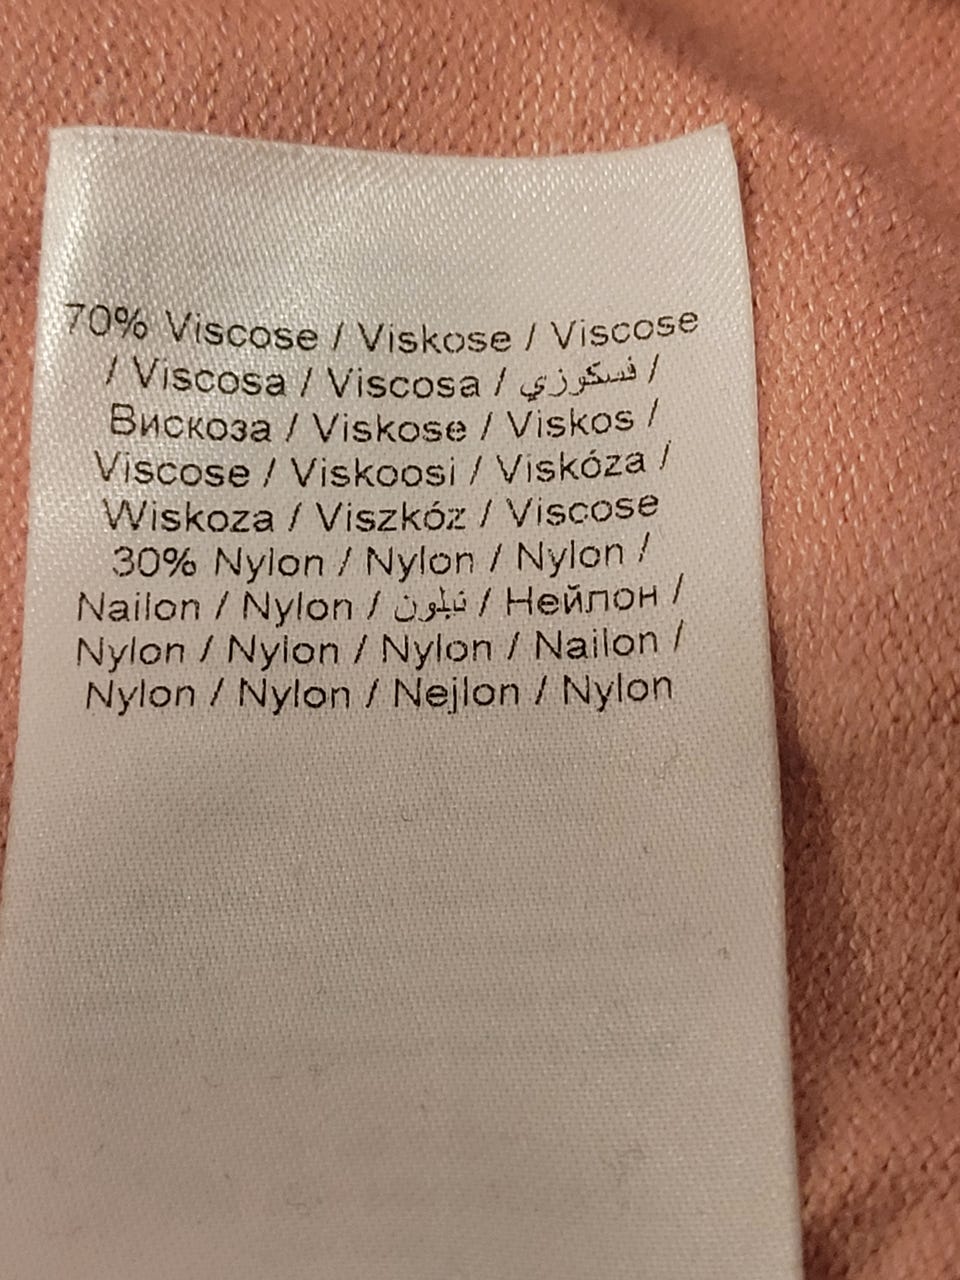 70% Viscose / Viskose / Viscose
/ Viscosa / Viscosa / فسكوزي /
Вискоза / Viskose / Viskos /
Viscose / Viskoosi / Viskóza /
Wiskoza / Viszkóz / Viscose
30% Nylon / Nylon / Nylon /
Nailon / Nylon / نيلون / Нейлон /
Nylon / Nylon / Nylon / Nailon /
Nylon / Nylon / Nejlon / Nylon